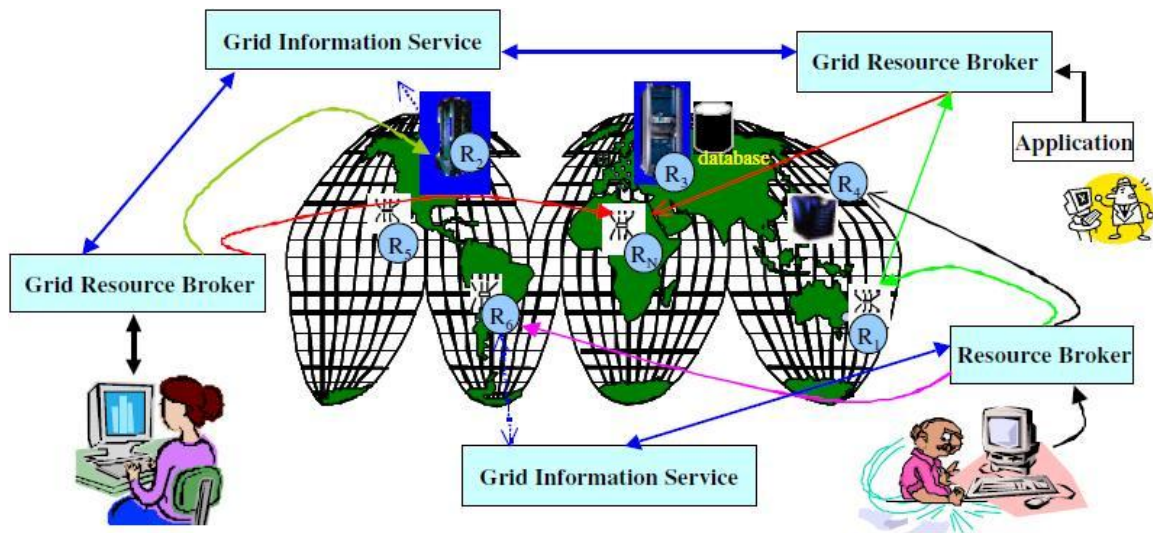 Grid Information Service
Grid Resource Broker
Application
R2
R3
database
R4
R5
RN
Grid Resource Broker
R6
R1
Resource Broker
Grid Information Service